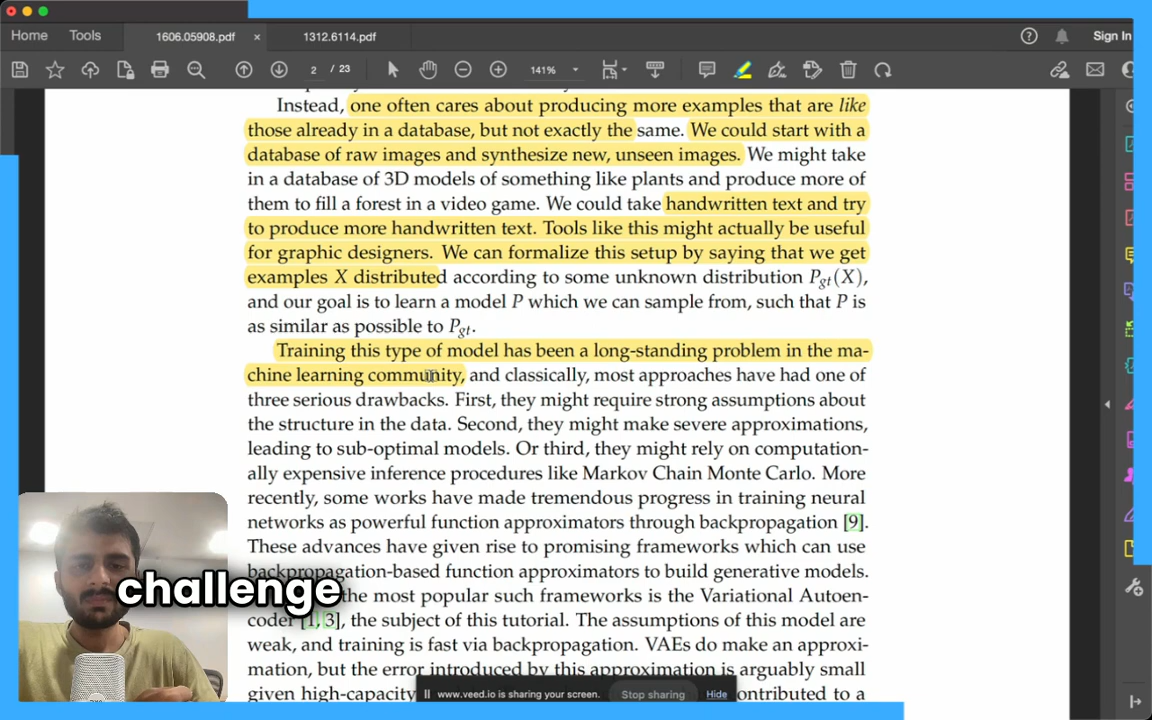 Home Tools 1606.05908.pdf × 1312.6114.pdf ? Sign In
2 / 23 141%
Instead, one often cares about producing more examples that are like
those already in a database, but not exactly the same. We could start with a
database of raw images and synthesize new, unseen images. We might take
in a database of 3D models of something like plants and produce more of
them to fill a forest in a video game. We could take handwritten text and try
to produce more handwritten text. Tools like this might actually be useful
for graphic designers. We can formalize this setup by saying that we get
examples X distributed according to some unknown distribution Pgt(X),
and our goal is to learn a model P which we can sample from, such that P is
as similar as possible to Pgt.
Training this type of model has been a long-standing problem in the ma-
chine learning community, and classically, most approaches have had one of
three serious drawbacks. First, they might require strong assumptions about
the structure in the data. Second, they might make severe approximations,
leading to sub-optimal models. Or third, they might rely on computation-
ally expensive inference procedures like Markov Chain Monte Carlo. More
recently, some works have made tremendous progress in training neural
networks as powerful function approximators through backpropagation [9].
These advances have given rise to promising frameworks which can use
backpropagation-based function approximators to build generative models.
challenge
the most popular such frameworks is the Variational Autoen-
coder [1, 3], the subject of this tutorial. The assumptions of this model are
weak, and training is fast via backpropagation. VAEs do make an approxi-
mation, but the error introduced by this approximation is arguably small
given high-capacity ontributed to a
www.veed.io is sharing your screen. Stop sharing Hide